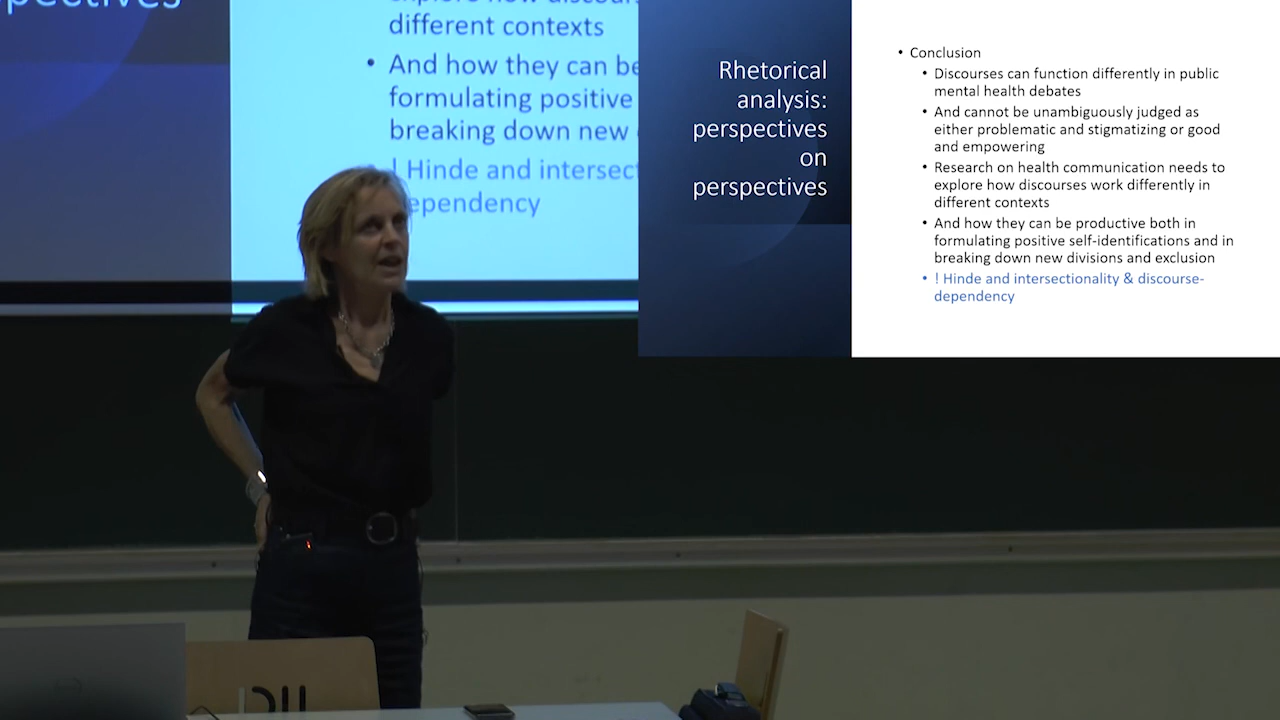 pectives
different contexts
• And how they can be
formulating positive
breaking down new
! Hinde and intersect
ependency
Rhetorical
analysis:
perspectives
on
perspectives
• Conclusion
• Discourses can function differently in public
mental health debates
• And cannot be unambiguously judged as
either problematic and stigmatizing or good
and empowering
• Research on health communication needs to
explore how discourses work differently in
different contexts
• And how they can be productive both in
formulating positive self-identifications and in
breaking down new divisions and exclusion
• ! Hinde and intersectionality & discourse-
dependency